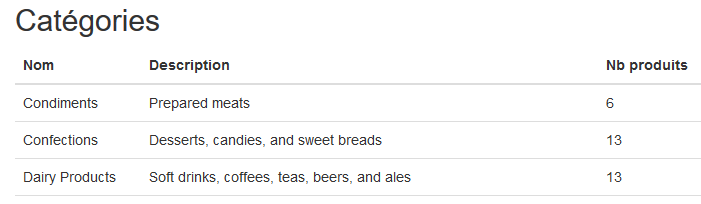 Catégories
Nom Description Nb produits
Condiments Prepared meats 6
Confections Desserts, candies, and sweet breads 13
Dairy Products Soft drinks, coffees, teas, beers, and ales 13